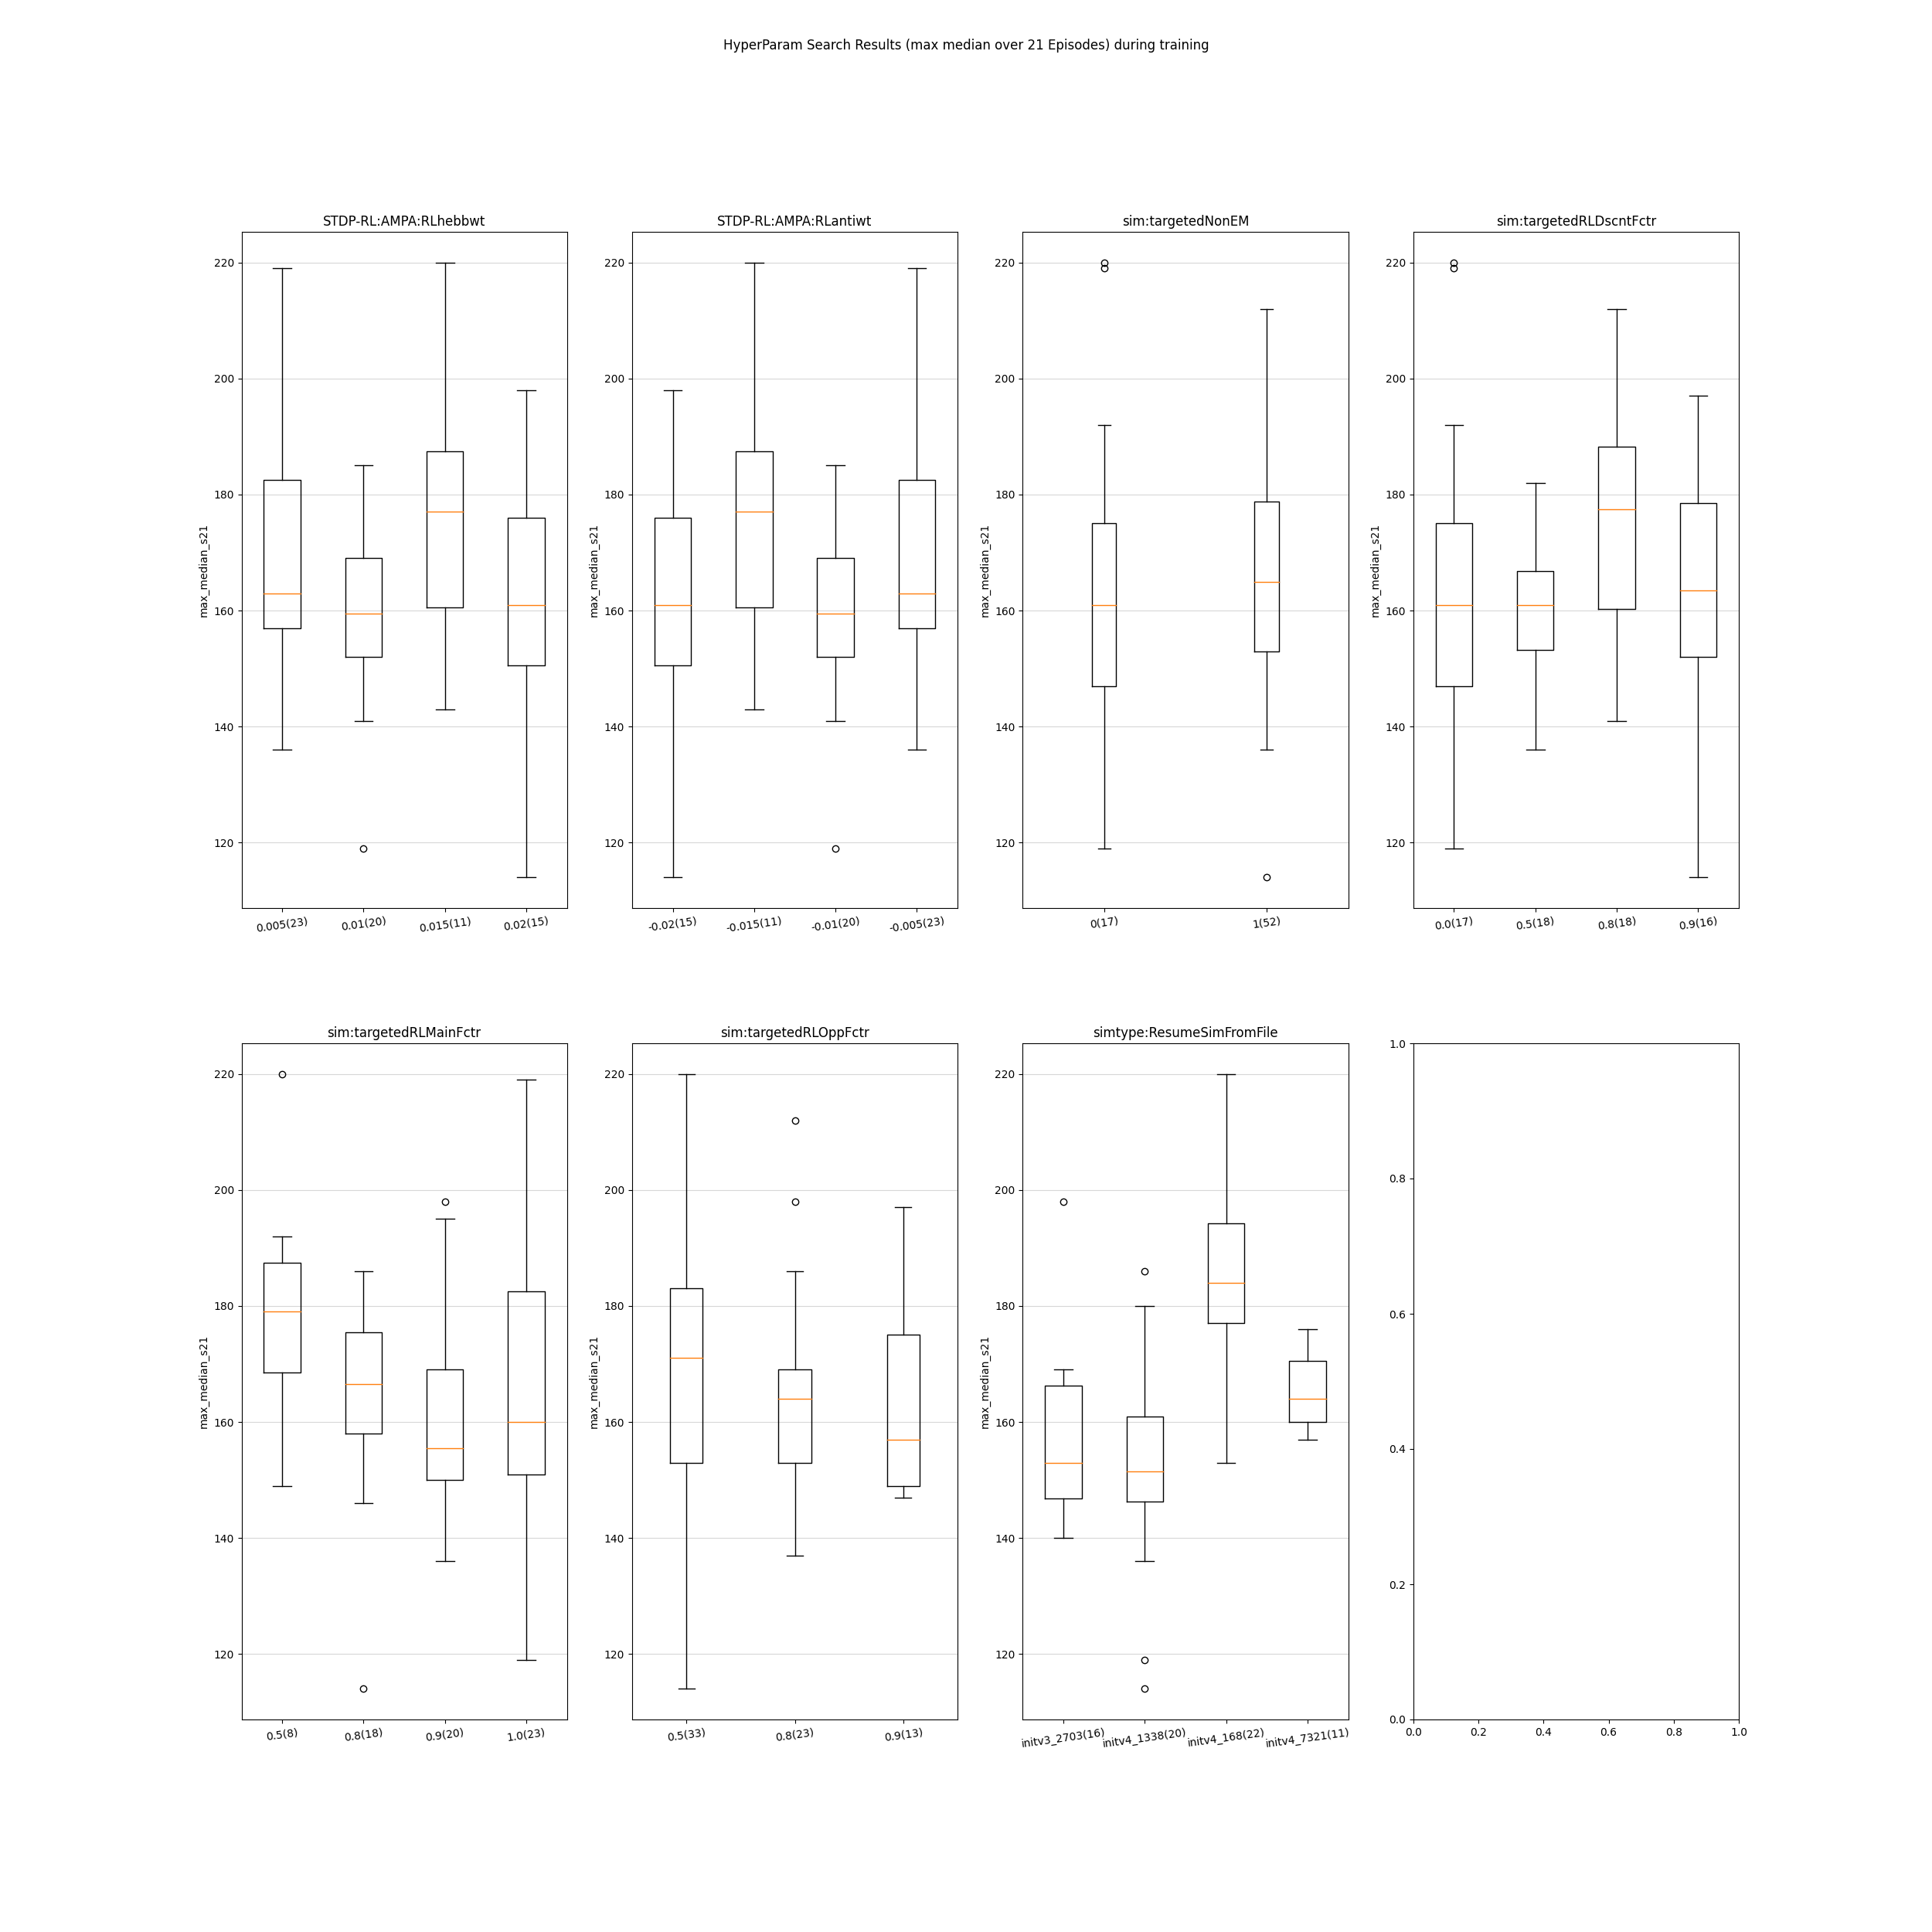 HyperParam Search Results (max median over 21 Episodes) during training
STDP-RL:AMPA:RLhebbwt
220
200
180
160
140
120
max_median_s21
0.005(23) 0.01(20) 0.015(11) 0.02(15)
STDP-RL:AMPA:RLantiwt
220
200
180
160
140
120
max_median_s21
-0.02(15) -0.015(11) -0.01(20) -0.005(23)
sim:targetedNonEM
220
200
180
160
140
120
max_median_s21
0(17) 1(52)
sim:targetedRLDscntFctr
220
200
180
160
140
120
max_median_s21
0.0(17) 0.5(18) 0.8(18) 0.9(16)
sim:targetedRLMainFctr
220
200
180
160
140
120
max_median_s21
0.5(8) 0.8(18) 0.9(20) 1.0(23)
sim:targetedRLOppFctr
220
200
180
160
140
120
max_median_s21
0.5(33) 0.8(23) 0.9(13)
simtype:ResumeSimFromFile
220
200
180
160
140
120
max_median_s21
initv3_2703(16) initv4_1338(20) initv4_168(22) initv4_7321(11)
1.0
0.8
0.6
0.4
0.2
0.0
0.0 0.2 0.4 0.6 0.8 1.0